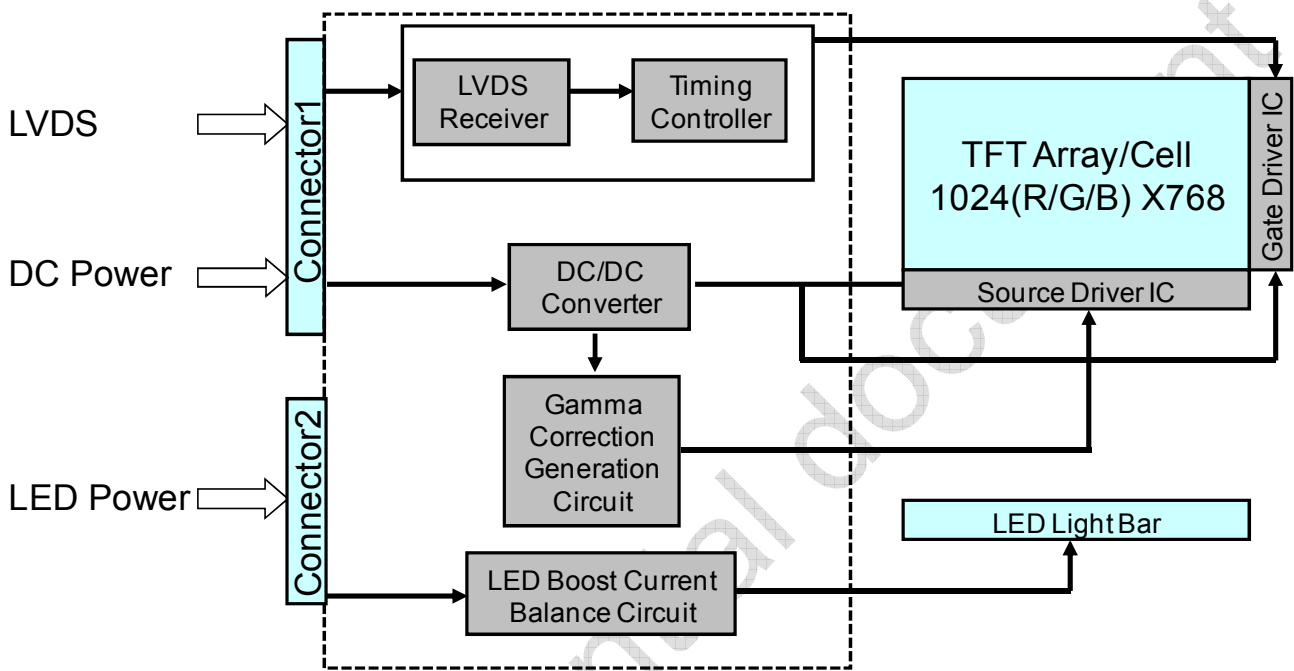 LVDS
DC Power
LED Power
Connector1
Connector2
LVDS
Receiver
Timing
Controller
DC/DC
Converter
Gamma
Correction
Generation
Circuit
LED Boost Current
Balance Circuit
TFT Array/Cell
1024(R/G/B) X768
Gate Driver IC
Source Driver IC
LED Light Bar